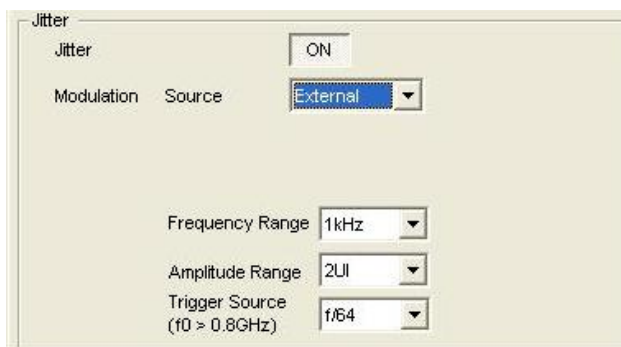 Jitter
Jitter ON
Modulation Source External
Frequency Range 1kHz
Amplitude Range 2UI
Trigger Source
(f0 > 0.8GHz) f/64